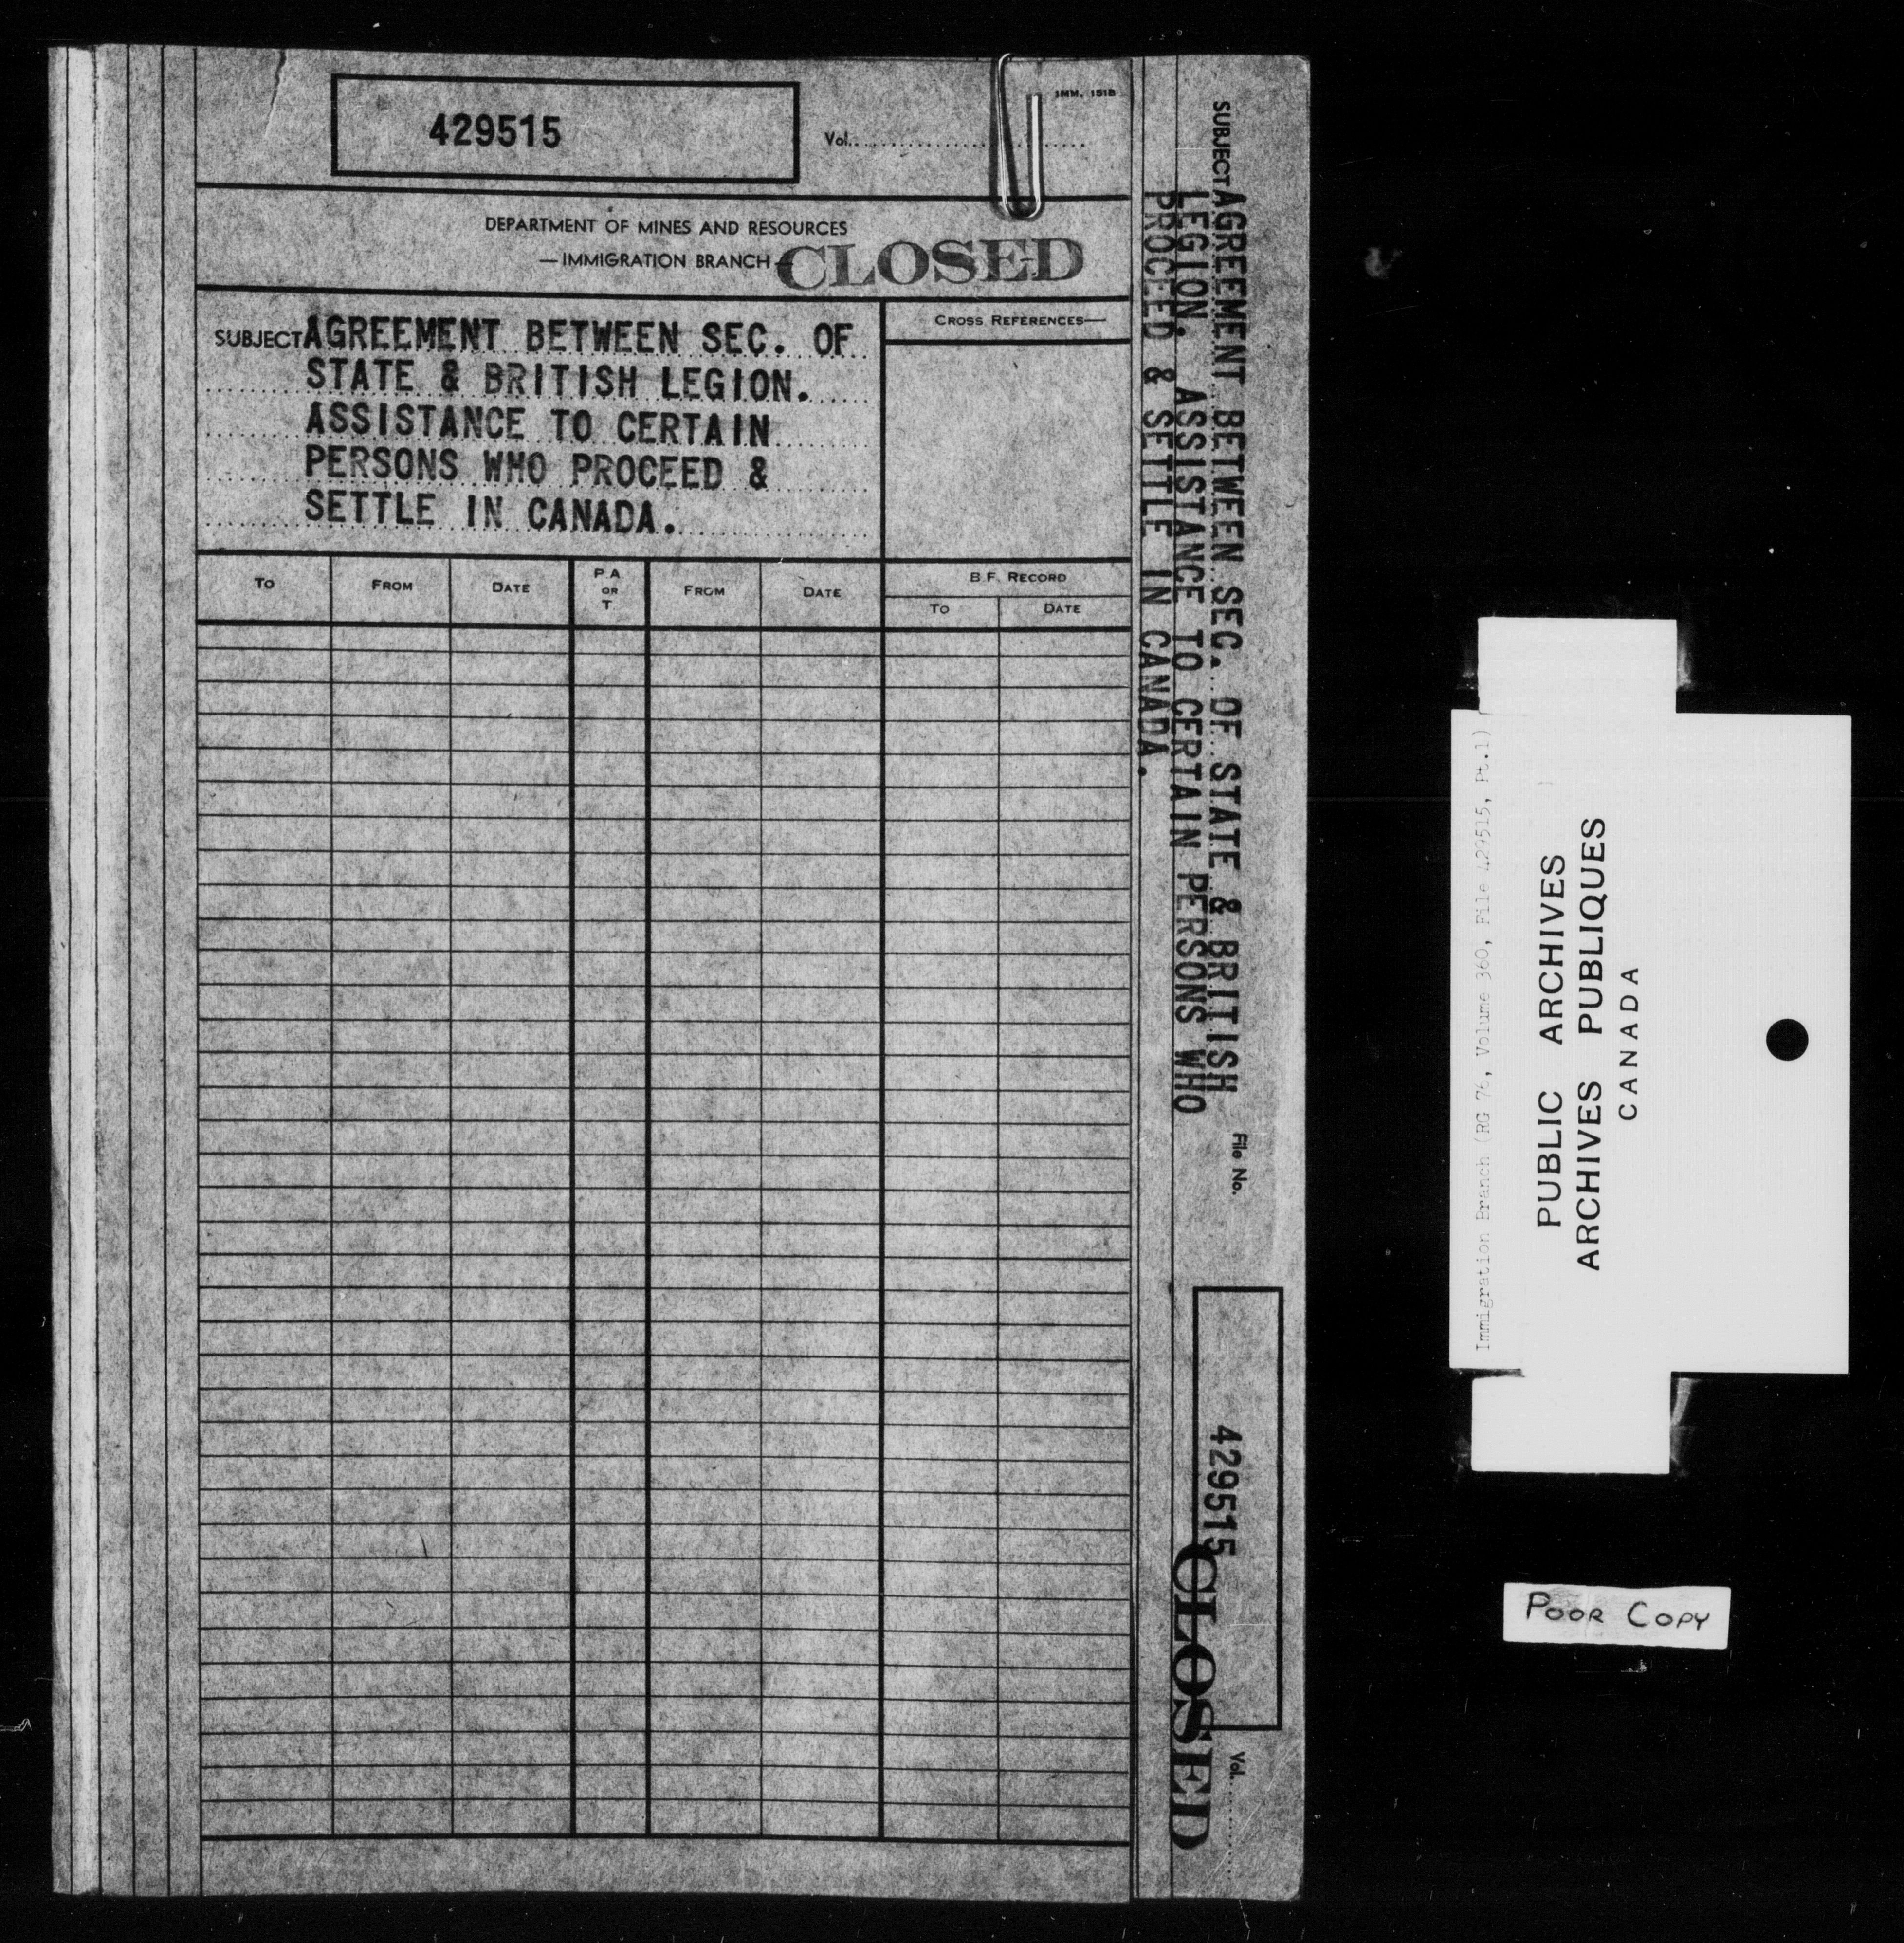 429515
Vol.
IMM. 151B
DEPARTMENT OF MINES AND RESOURCES
— IMMIGRATION BRANCH —
CLOSED
SUBJECT AGREEMENT BETWEEN SEC. OF
STATE & BRITISH LEGION.
ASSISTANCE TO CERTAIN
PERSONS WHO PROCEED &
SETTLE IN CANADA.
CROSS REFERENCES—
TO
FROM
DATE
P A
OR
T
FROM
DATE
B F. RECORD
TO
DATE
SUBJECT AGREEMENT BETWEEN SEC. OF STATE & BRITISH
LEGION. ASSISTANCE TO CERTAIN PERSONS WHO
PROCEED & SETTLE IN CANADA.
File No.
429515
CLOSED
Vol.
Immigration Branch (RG 76, Volume 360, File 429515, Pt.1)
PUBLIC ARCHIVES
ARCHIVES PUBLIQUES
CANADA
POOR COPY